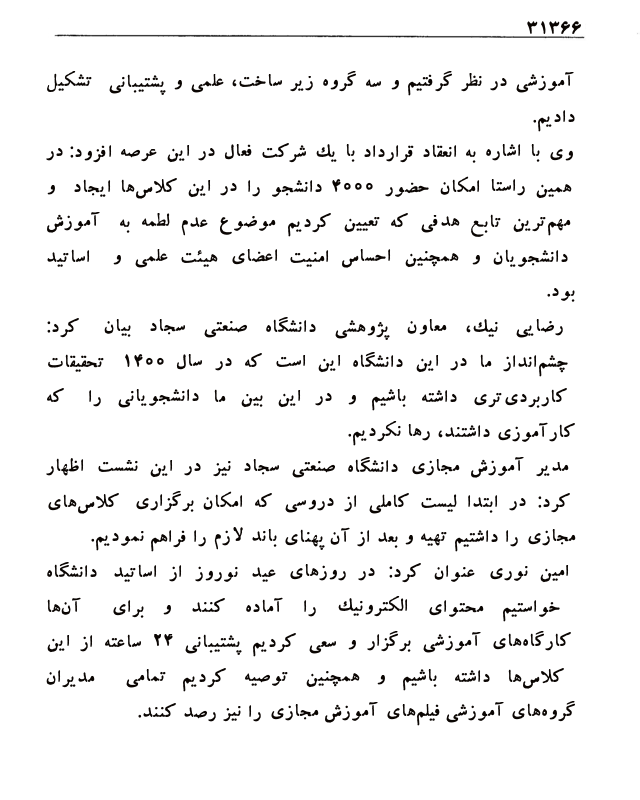 ۳۱۳۶۶
آموزشی در نظر گرفتیم و سه گروه زیر ساخت، علمی و پشتیبانی تشکیل
دادیم.
وی با اشاره به انعقاد قرارداد با یك شرکت فعال در این عرصه افزود: در
همین راستا امکان حضور ۴۰۰۰ دانشجو را در این کلاس‌ها ایجاد و
مهم‌ترین تابع هدفی که تعیین کردیم موضوع عدم لطمه به آموزش
دانشجویان و همچنین احساس امنیت اعضای هیئت علمی و اساتید
بود.
رضایی نیك، معاون پژوهشی دانشگاه صنعتی سجاد بیان کرد:
چشم‌انداز ما در این دانشگاه این است که در سال ۱۴۰۰ تحقیقات
کاربردی‌تری داشته باشیم و در این بین ما دانشجویانی را که
کارآموزی داشتند، رها نکردیم.
مدیر آموزش مجازی دانشگاه صنعتی سجاد نیز در این نشست اظهار
کرد: در ابتدا لیست کاملی از دروسی که امکان برگزاری کلاس‌های
مجازی را داشتیم تهیه و بعد از آن پهنای باند لازم را فراهم نمودیم.
امین نوری عنوان کرد: در روزهای عید نوروز از اساتید دانشگاه
خواستیم محتوای الکترونیك را آماده کنند و برای آن‌ها
کارگاه‌های آموزشی برگزار و سعی کردیم پشتیبانی ۲۴ ساعته از این
کلاس‌ها داشته باشیم و همچنین توصیه کردیم تمامی مدیران
گروه‌های آموزشی فیلم‌های آموزش مجازی را نیز رصد کنند.